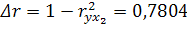 Δr = 1 − r²yx₂ = 0,7804